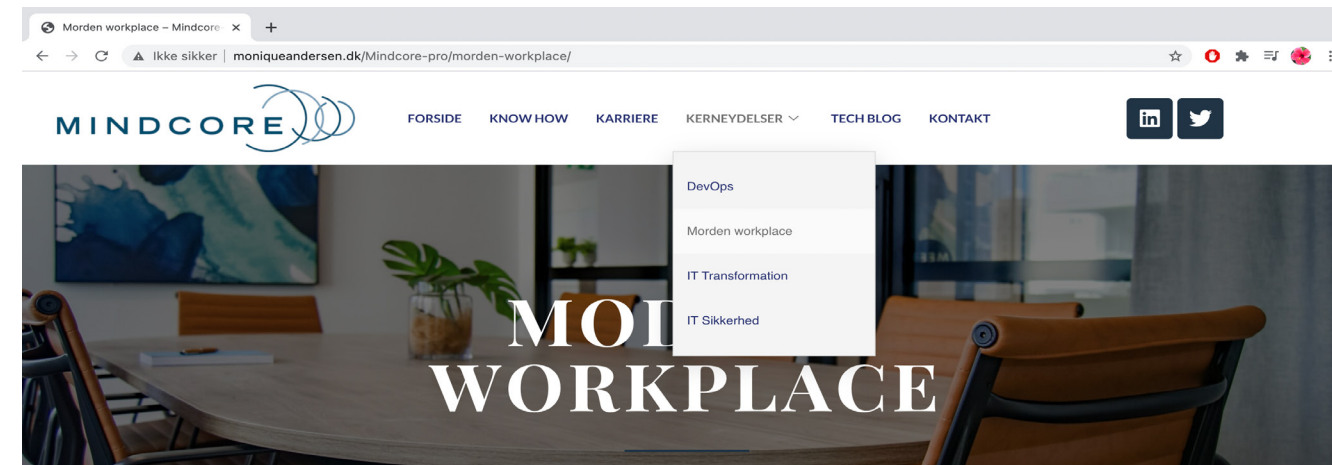 Morden workplace – Mindcore
Ikke sikker | moniqueandersen.dk/Mindcore-pro/morden-workplace/
MINDCORE
FORSIDE KNOW HOW KARRIERE KERNEYDELSER TECH BLOG KONTAKT
in
DevOps
Morden workplace
IT Transformation
IT Sikkerhed
WORKPLACE